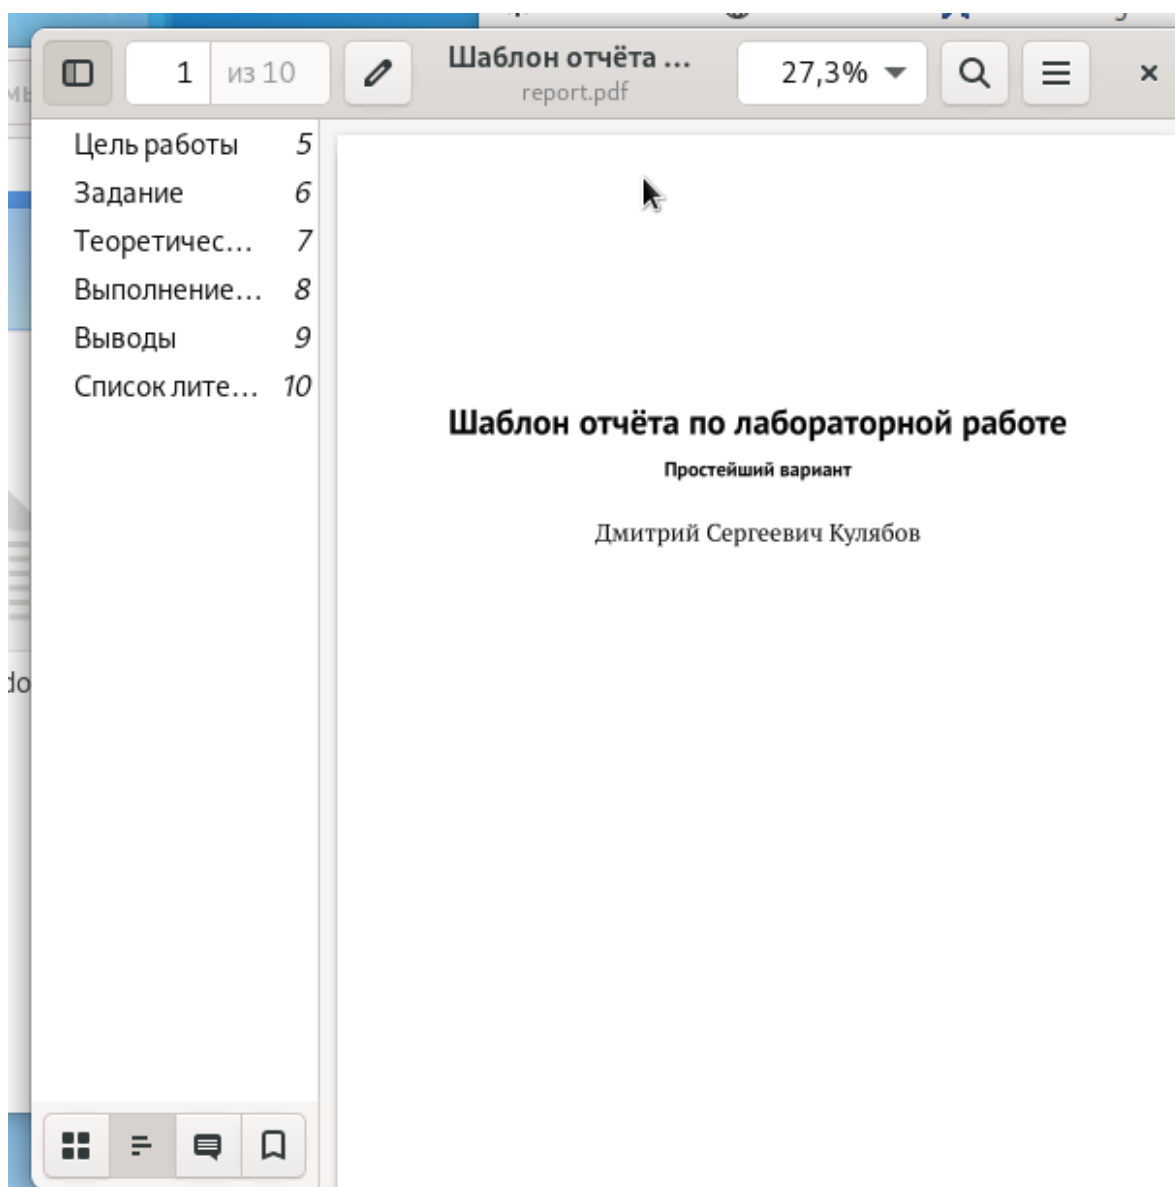 1 из 10
Шаблон отчёта ...
report.pdf
27,3%
Цель работы 5
Задание 6
Теоретичес... 7
Выполнение... 8
Выводы 9
Список лите... 10
Шаблон отчёта по лабораторной работе
Простейший вариант
Дмитрий Сергеевич Кулябов
do